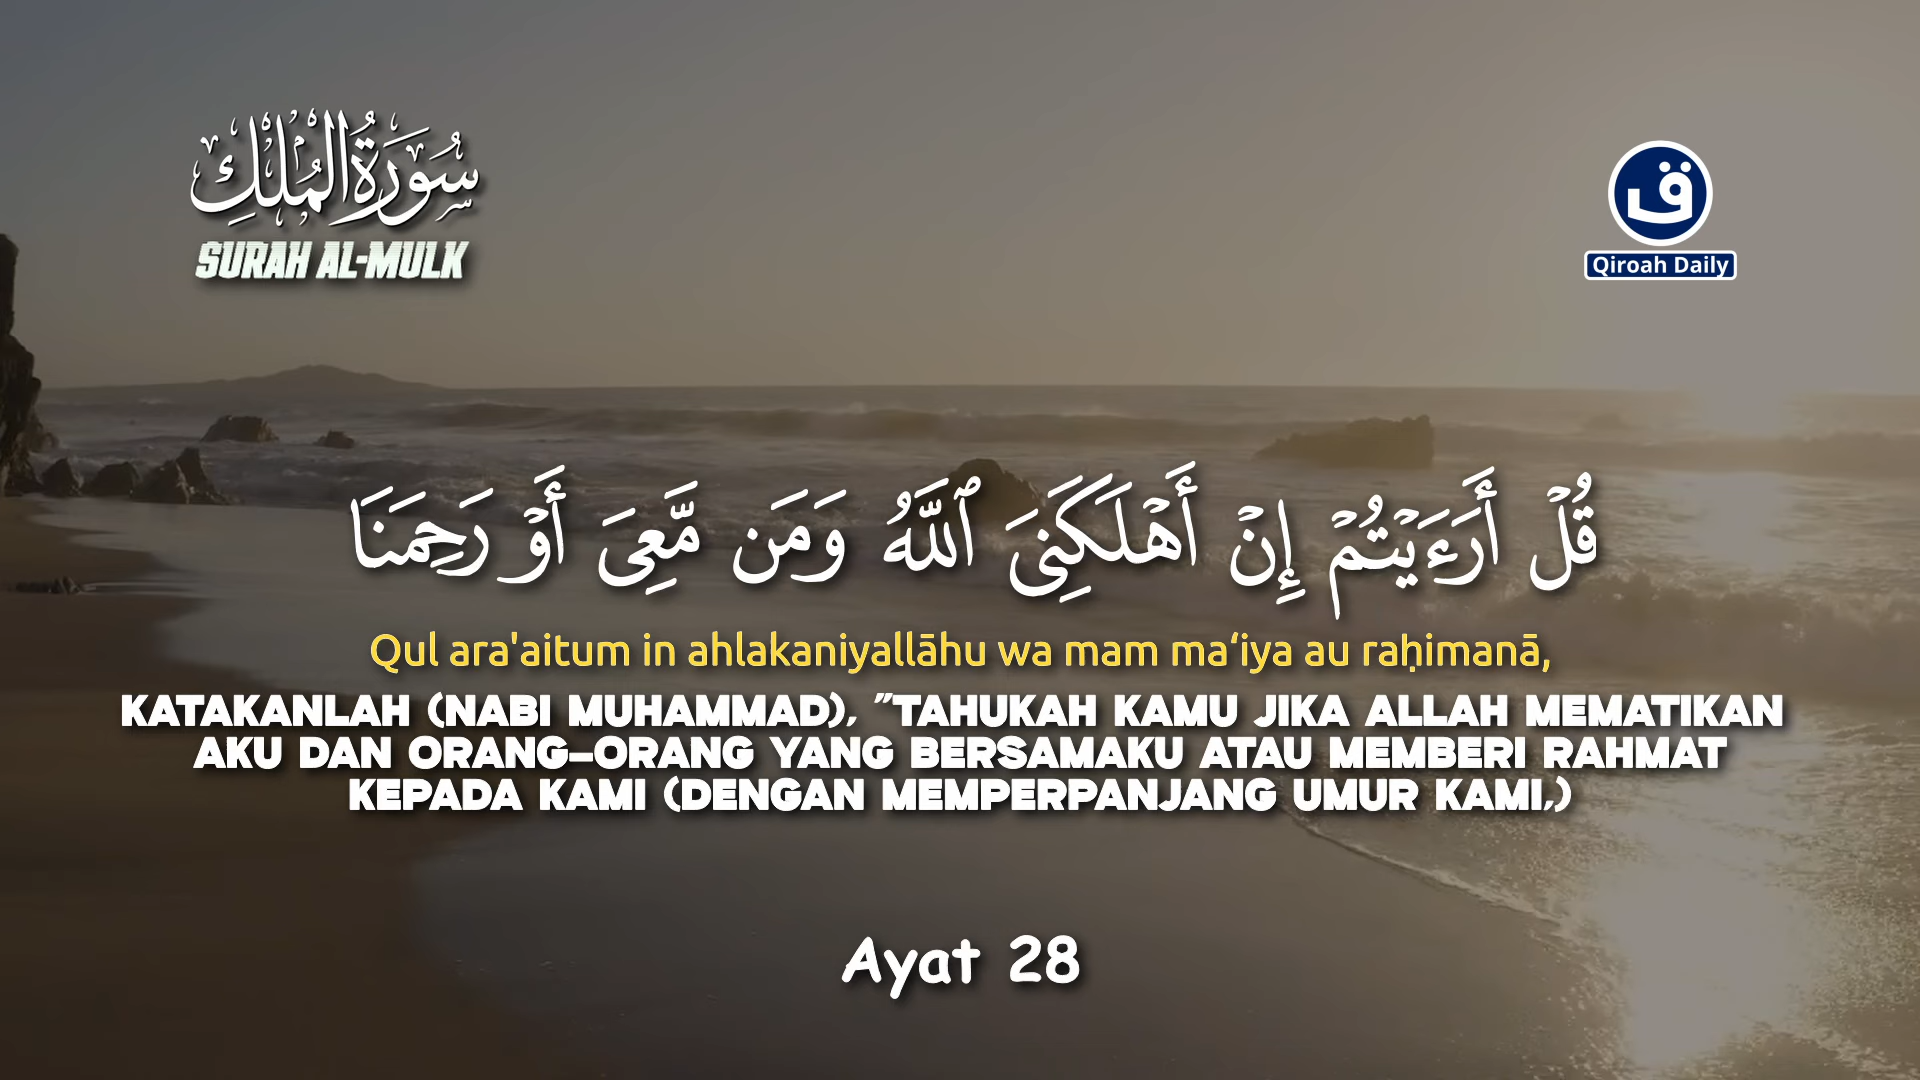 سُورَةُ الْمُلْكِ
SURAH AL-MULK
ق
Qiroah Daily
قُلْ أَرَءَيْتُمْ إِنْ أَهْلَكَنِىَ ٱللَّهُ وَمَن مَّعِىَ أَوْ رَحِمَنَا
Qul ara'aitum in ahlakaniyallāhu wa mam ma‘iya au raḥimanā,
KATAKANLAH (NABI MUHAMMAD), "TAHUKAH KAMU JIKA ALLAH MEMATIKAN
AKU DAN ORANG-ORANG YANG BERSAMAKU ATAU MEMBERI RAHMAT
KEPADA KAMI (DENGAN MEMPERPANJANG UMUR KAMI,)
Ayat 28